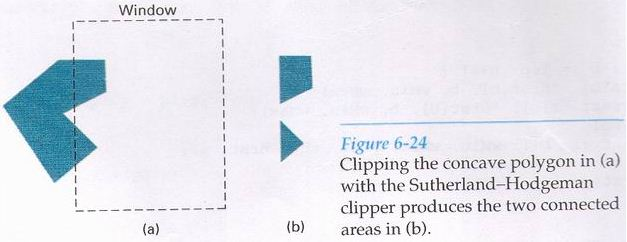 Window
(a)
(b)
Figure 6-24
Clipping the concave polygon in (a)
with the Sutherland–Hodgeman
clipper produces the two connected
areas in (b).